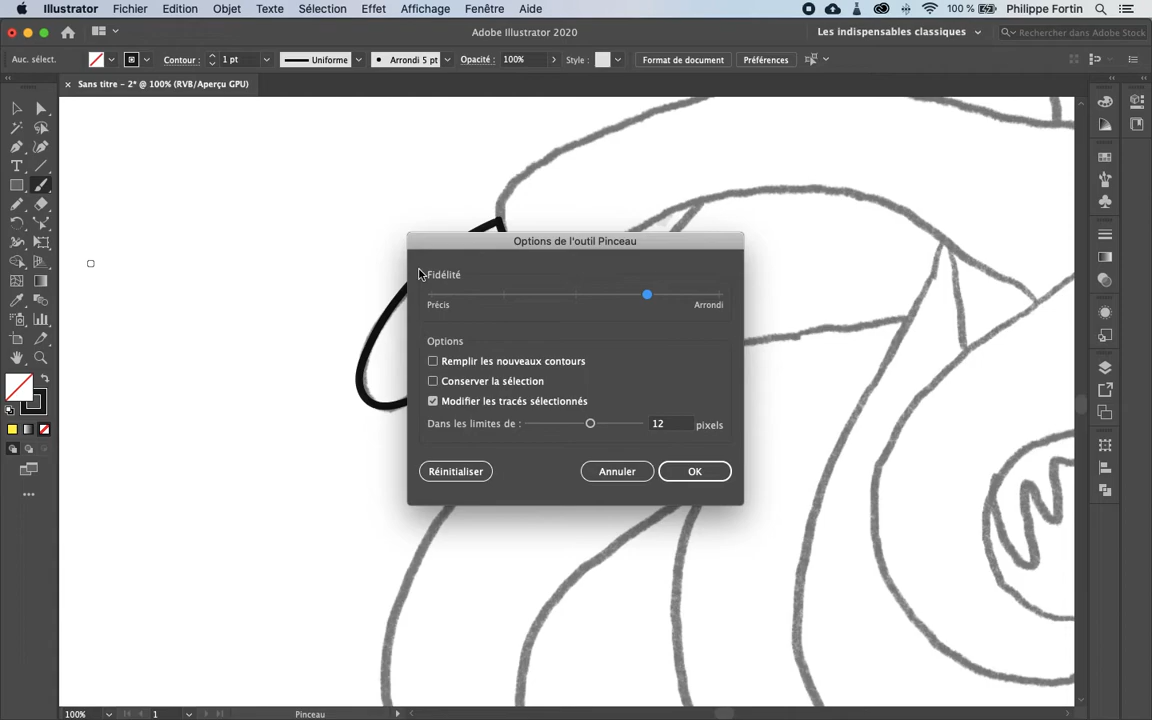 Illustrator Fichier Edition Objet Texte Sélection Effet Affichage Fenêtre Aide 100 % Philippe Fortin
Adobe Illustrator 2020
Les indispensables classiques
Rechercher dans Adobe Stock
Auc. sélect. Contour : 1 pt Uniforme Arrondi 5 pt Opacité : 100% Style : Format de document Préférences
× Sans titre - 2* @ 100% (RVB/Aperçu GPU)
Options de l'outil Pinceau
Fidélité
Précis Arrondi
Options
Remplir les nouveaux contours
Conserver la sélection
Modifier les tracés sélectionnés
Dans les limites de : 12 pixels
Réinitialiser Annuler OK
100% 1 Pinceau